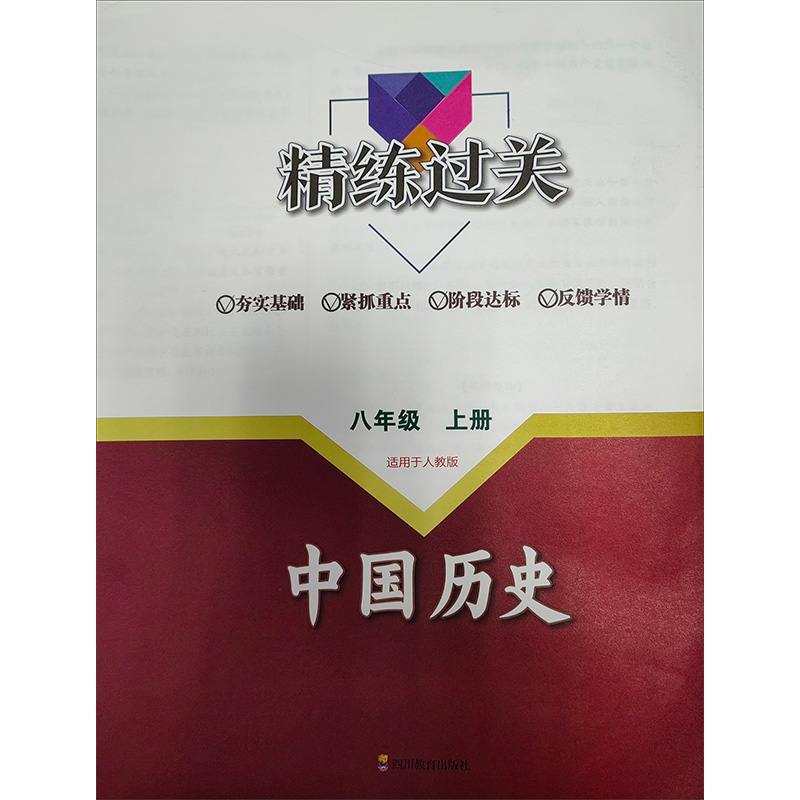 精练过关
夯实基础 紧抓重点 阶段达标 反馈学情
八年级 上册
适用于人教版
中国历史
四川教育出版社